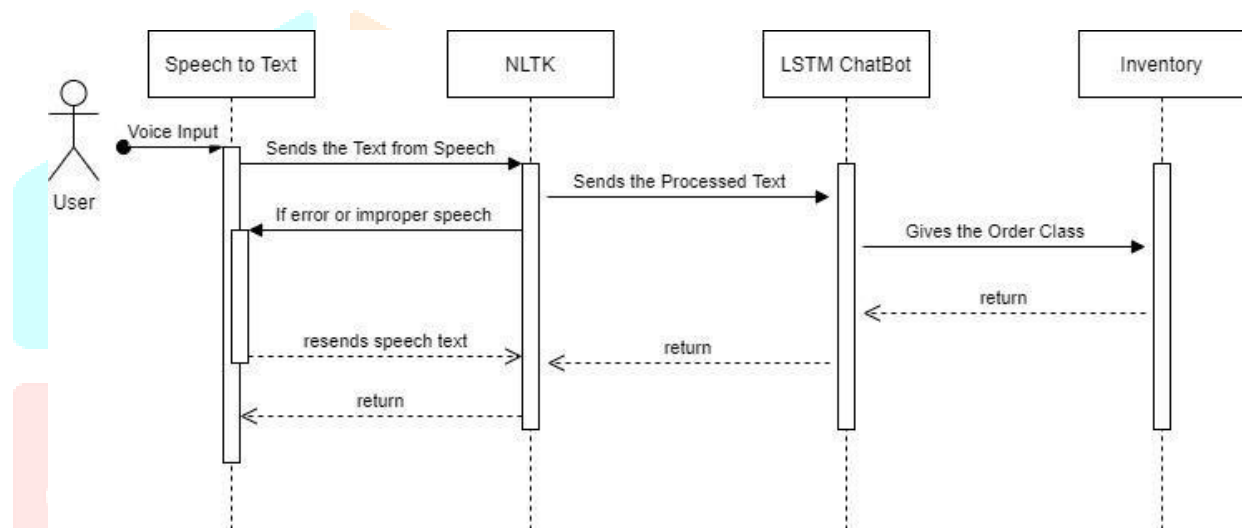 Speech to Text
NLTK
LSTM ChatBot
Inventory
Voice Input
Sends the Text from Speech
Sends the Processed Text
User
If error or improper speech
Gives the Order Class
return
resends speech text
return
return